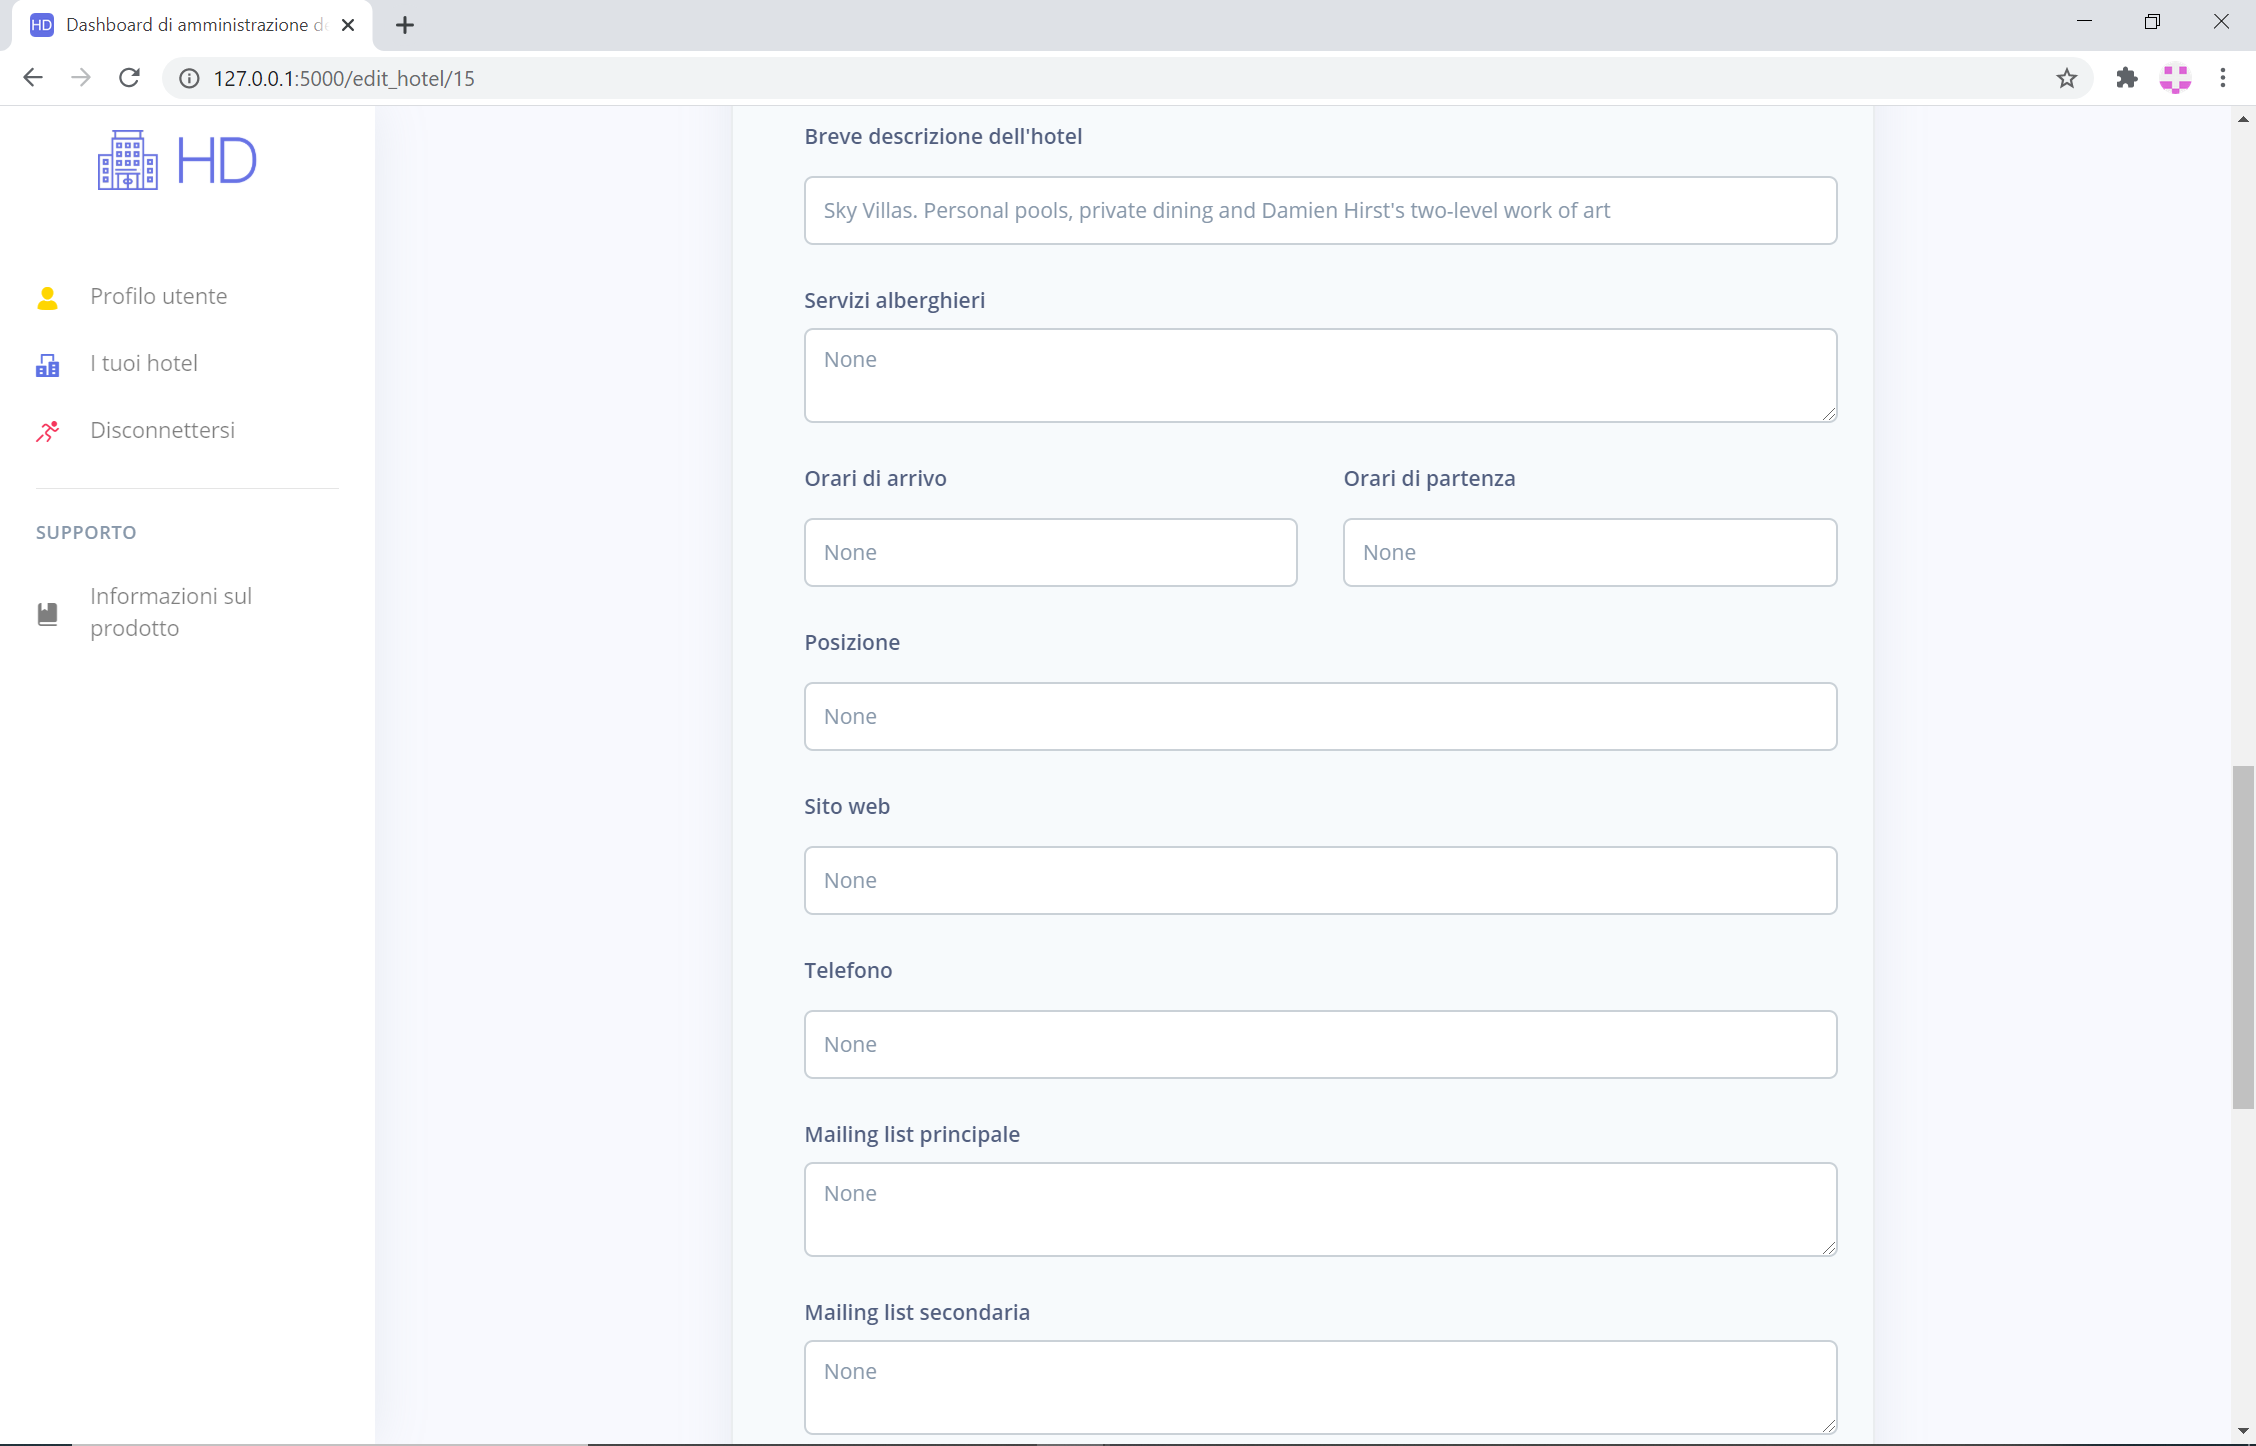 HD Dashboard di amministrazione d
127.0.0.1:5000/edit_hotel/15
HD
Profilo utente
I tuoi hotel
Disconnettersi
SUPPORTO
Informazioni sul
prodotto
Breve descrizione dell'hotel
Sky Villas. Personal pools, private dining and Damien Hirst's two-level work of art
Servizi alberghieri
None
Orari di arrivo
None
Orari di partenza
None
Posizione
None
Sito web
None
Telefono
None
Mailing list principale
None
Mailing list secondaria
None